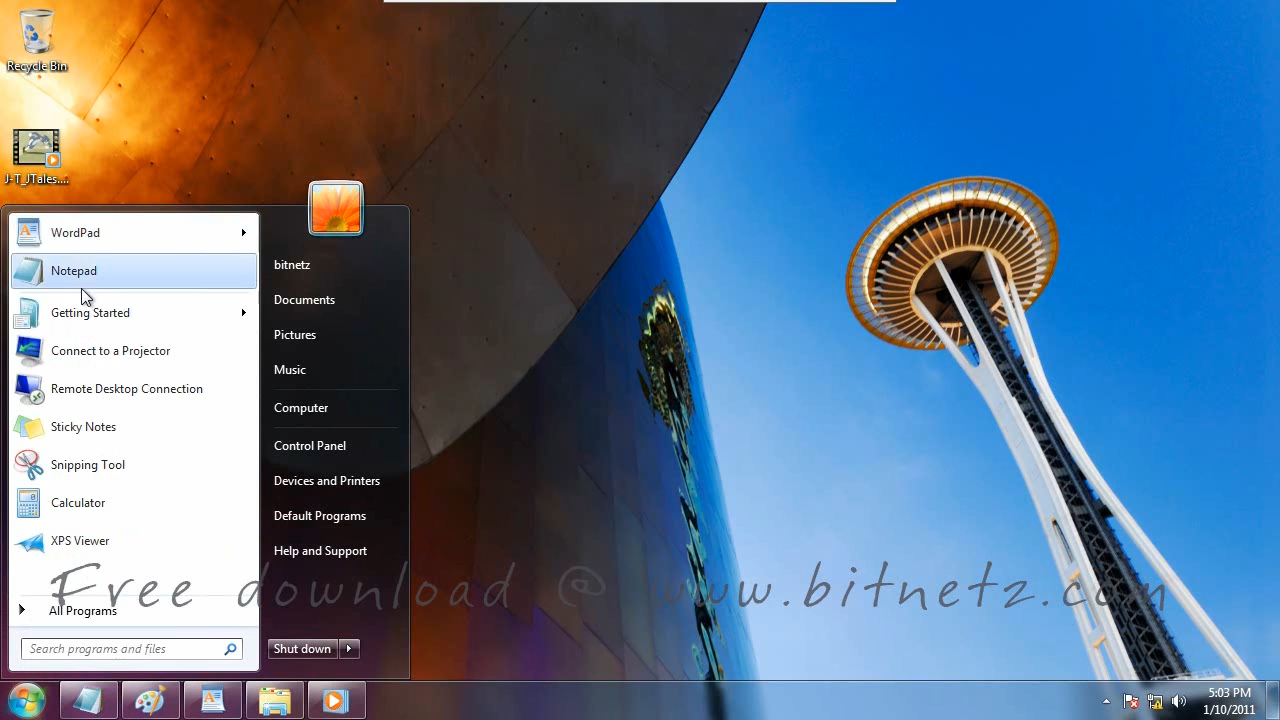 Recycle Bin
J-T_JTales....
WordPad
Notepad
Getting Started
Connect to a Projector
Remote Desktop Connection
Sticky Notes
Snipping Tool
Calculator
XPS Viewer
All Programs
Search programs and files
bitnetz
Documents
Pictures
Music
Computer
Control Panel
Devices and Printers
Default Programs
Help and Support
Shut down
Free download @ www.bitnetz.com
5:03 PM
1/10/2011